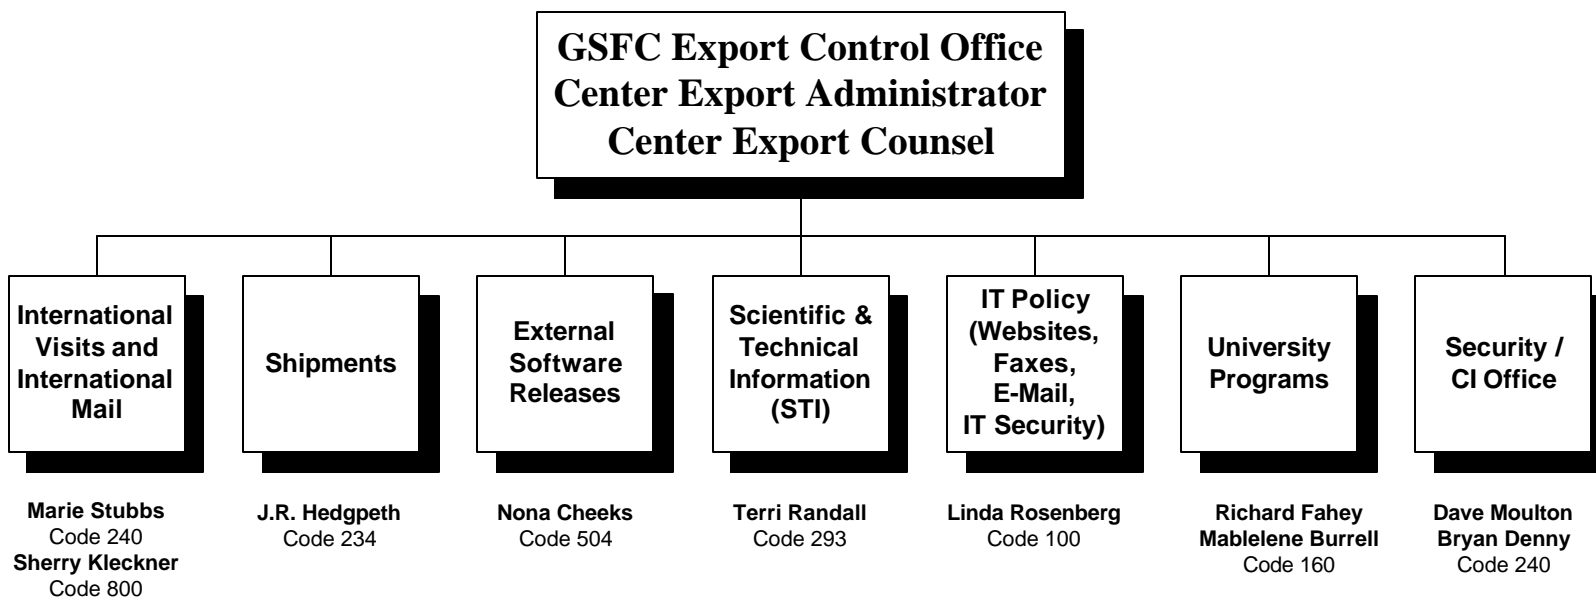 GSFC Export Control Office
Center Export Administrator
Center Export Counsel
International
Visits and
International
Mail
Shipments
External
Software
Releases
Scientific &
Technical
Information
(STI)
IT Policy
(Websites,
Faxes,
E-Mail,
IT Security)
University
Programs
Security /
CI Office
Marie Stubbs
Code 240
Sherry Kleckner
Code 800
J.R. Hedgpeth
Code 234
Nona Cheeks
Code 504
Terri Randall
Code 293
Linda Rosenberg
Code 100
Richard Fahey
Mablelene Burrell
Code 160
Dave Moulton
Bryan Denny
Code 240